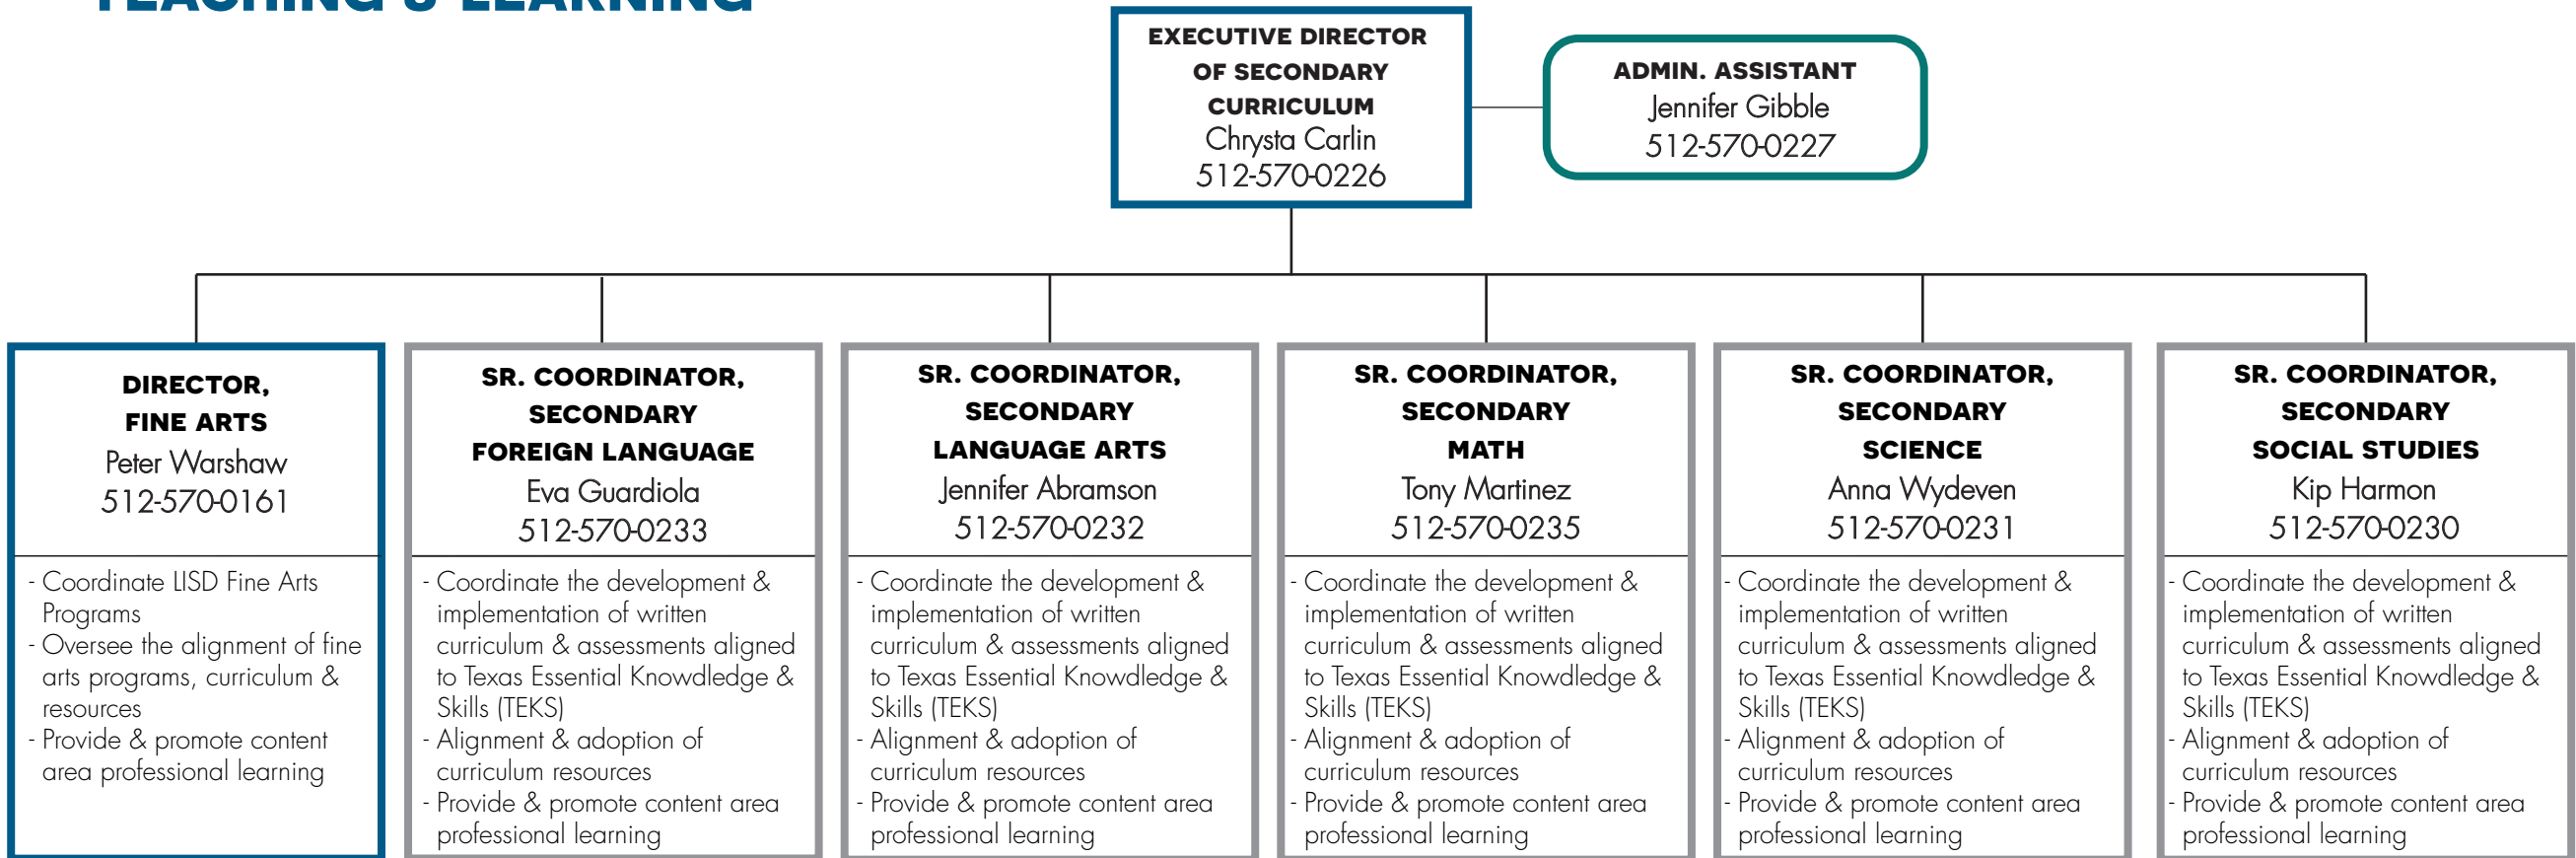 TEACHING & LEARNING
EXECUTIVE DIRECTOR
OF SECONDARY
CURRICULUM
Chrysta Carlin
512-570-0226
ADMIN. ASSISTANT
Jennifer Gibble
512-570-0227
DIRECTOR,
FINE ARTS
Peter Warshaw
512-570-0161
- Coordinate LISD Fine Arts
Programs
- Oversee the alignment of fine
arts programs, curriculum &
resources
- Provide & promote content
area professional learning
SR. COORDINATOR,
SECONDARY
FOREIGN LANGUAGE
Eva Guardiola
512-570-0233
- Coordinate the development &
implementation of written
curriculum & assessments aligned
to Texas Essential Knowdledge &
Skills (TEKS)
- Alignment & adoption of
curriculum resources
- Provide & promote content area
professional learning
SR. COORDINATOR,
SECONDARY
LANGUAGE ARTS
Jennifer Abramson
512-570-0232
- Coordinate the development &
implementation of written
curriculum & assessments aligned
to Texas Essential Knowdledge &
Skills (TEKS)
- Alignment & adoption of
curriculum resources
- Provide & promote content area
professional learning
SR. COORDINATOR,
SECONDARY
MATH
Tony Martinez
512-570-0235
- Coordinate the development &
implementation of written
curriculum & assessments aligned
to Texas Essential Knowdledge &
Skills (TEKS)
- Alignment & adoption of
curriculum resources
- Provide & promote content area
professional learning
SR. COORDINATOR,
SECONDARY
SCIENCE
Anna Wydeven
512-570-0231
- Coordinate the development &
implementation of written
curriculum & assessments aligned
to Texas Essential Knowdledge &
Skills (TEKS)
- Alignment & adoption of
curriculum resources
- Provide & promote content area
professional learning
SR. COORDINATOR,
SECONDARY
SOCIAL STUDIES
Kip Harmon
512-570-0230
- Coordinate the development &
implementation of written
curriculum & assessments aligned
to Texas Essential Knowdledge &
Skills (TEKS)
- Alignment & adoption of
curriculum resources
- Provide & promote content area
professional learning